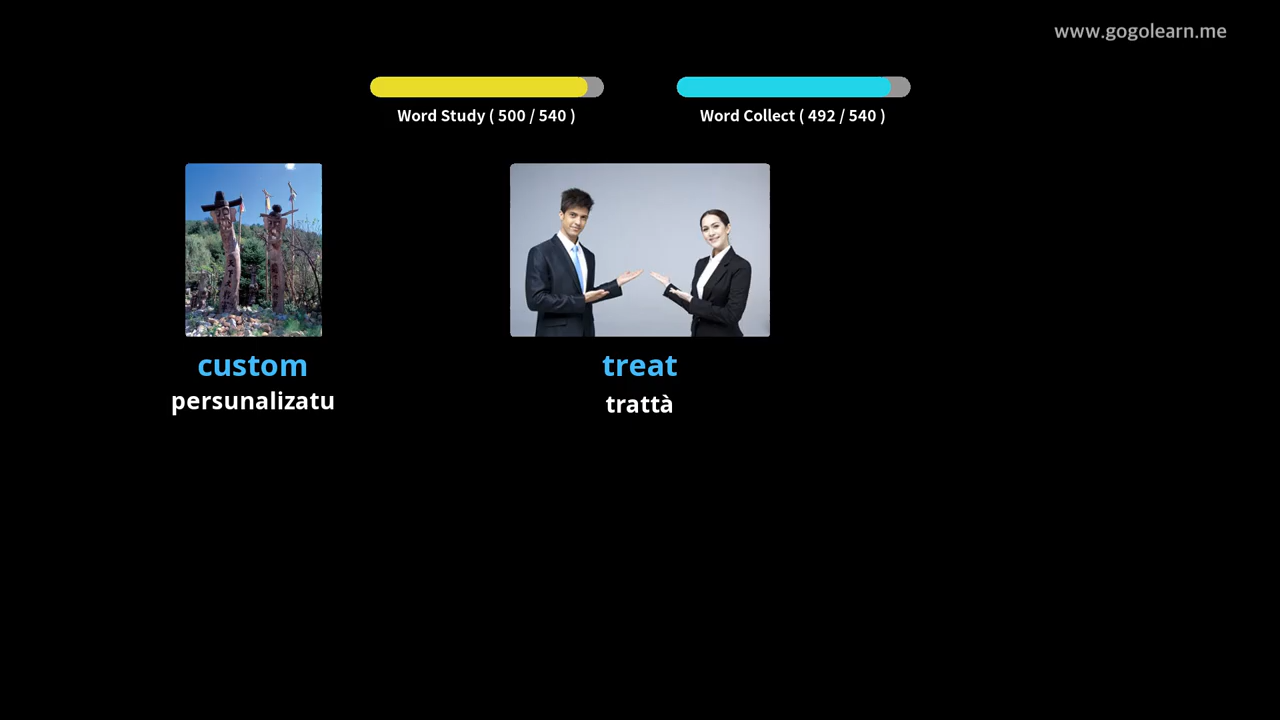 www.gogolearn.me
Word Study ( 500 / 540 )
Word Collect ( 492 / 540 )
custom
persunalizatu
treat
trattà